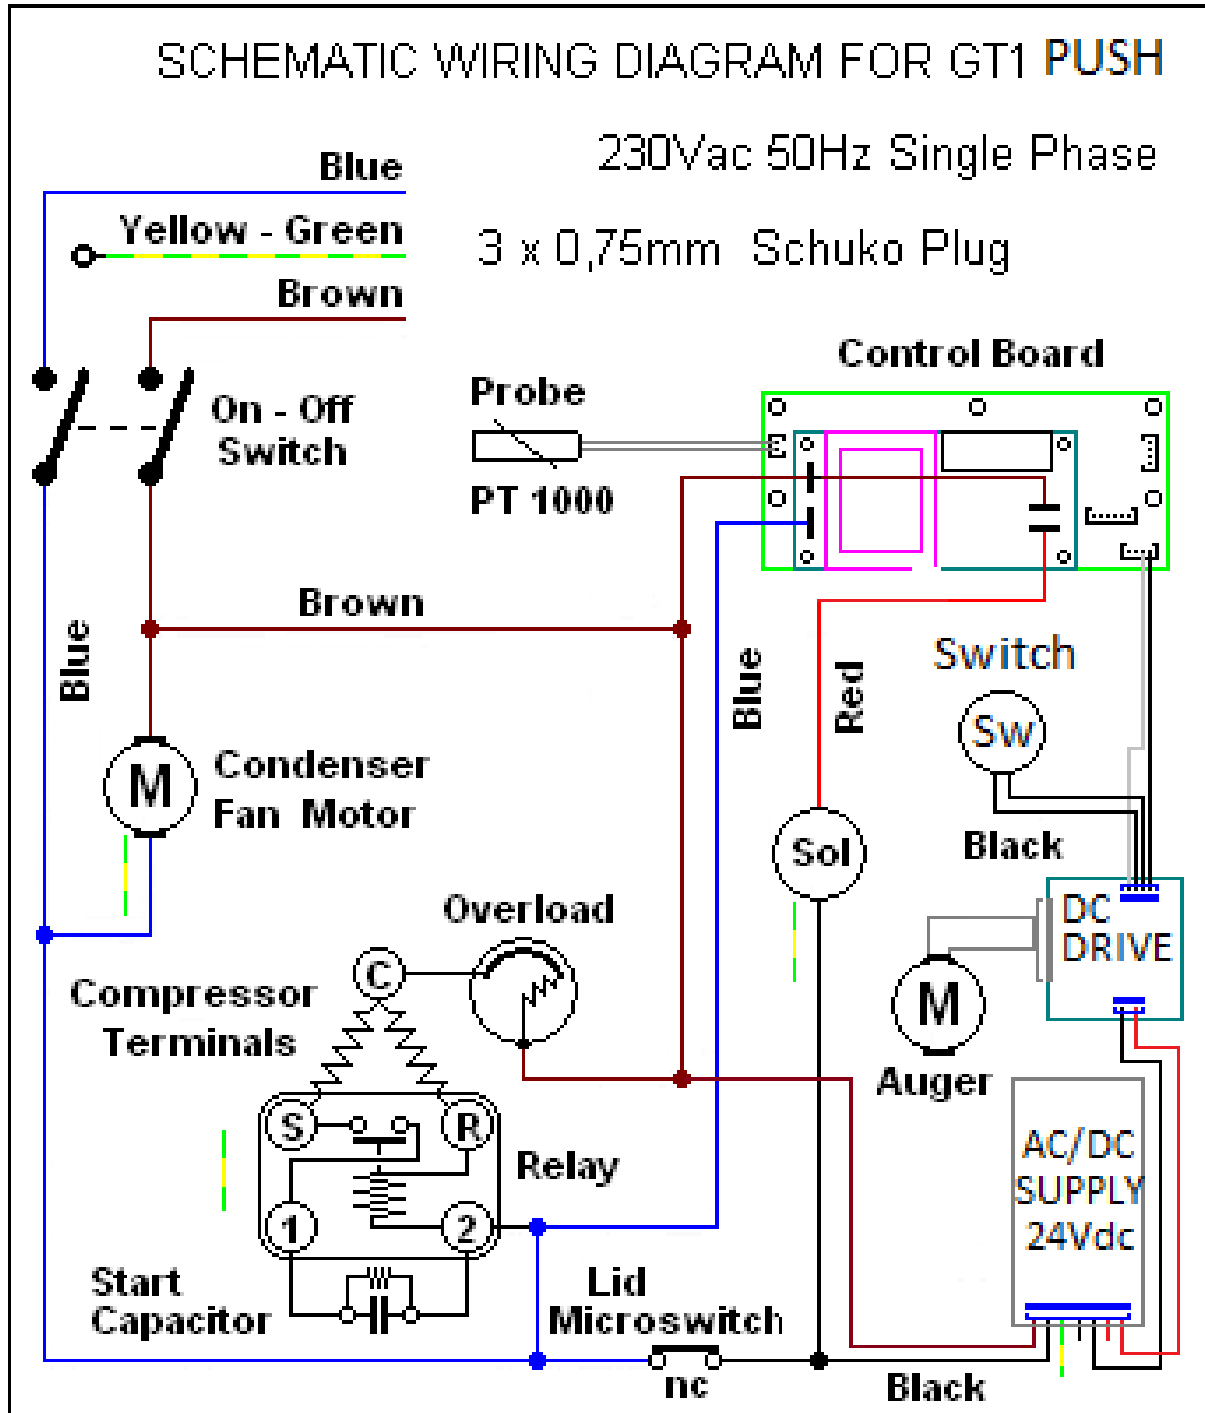 SCHEMATIC WIRING DIAGRAM FOR GT1 PUSH
230Vac 50Hz Single Phase
Blue
Yellow - Green
3 x 0,75mm Schuko Plug
Brown
Control Board
Probe
On - Off
Switch
PT 1000
Brown
Blue
Blue
Red
Switch
Sw
M
Condenser
Fan Motor
Sol
Black
Overload
DC
DRIVE
C
Compressor
Terminals
M
Auger
S
R
Relay
AC/DC
SUPPLY
24Vdc
1
2
Start
Capacitor
Lid
Microswitch
nc
Black